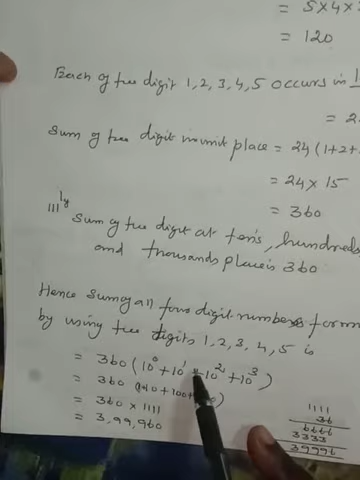 = 5 X 4 X
= 120
Each of the digit 1, 2, 3, 4, 5 occurs in
= 2
Sum of the digit in unit place = 24 (1+2+
= 24 X 15
= 360
|||ly Sum of the digit at ten's, hundreds
and thousands place is 360
Hence Sum of all four digit numbers form
by using the digits 1, 2, 3, 4, 5 is
= 360 (10⁰ + 10¹ + 10² + 10³)
= 360 (
= 360 x 1111
= 3,99,960
1111
36
6666
3333
39996